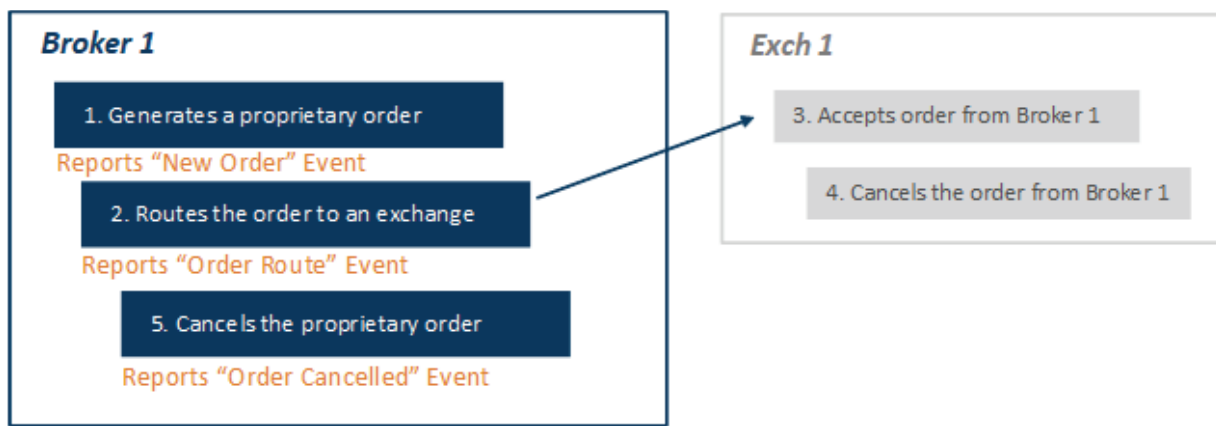 Broker 1
1. Generates a proprietary order
Reports “New Order” Event
2. Routes the order to an exchange
Reports “Order Route” Event
5. Cancels the proprietary order
Reports “Order Cancelled” Event
Exch 1
3. Accepts order from Broker 1
4. Cancels the order from Broker 1